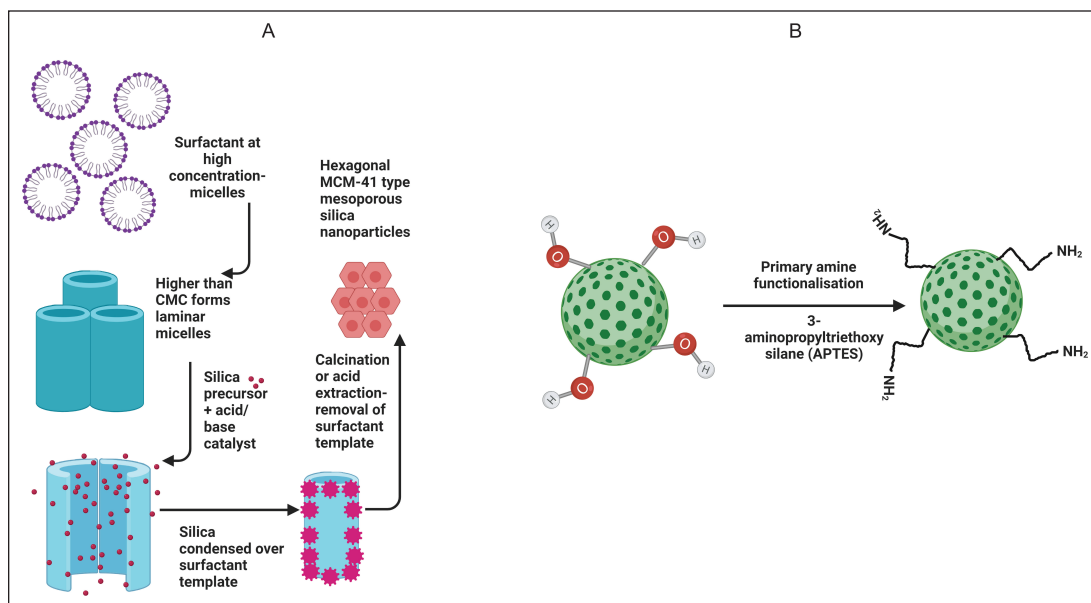 A
Surfactant at
high
concentration-
micelles
Higher than
CMC forms
laminar
micelles
Silica
precursor
+ acid/
base
catalyst
Silica
condensed over
surfactant
template
Hexagonal
MCM-41 type
mesoporous
silica
nanoparticles
Calcination
or acid
extraction-
removal of
surfactant
template
B
H
O
O
H
O
H
H
O
Primary amine
functionalisation
3-
aminopropyltriethoxy
silane (APTES)
NH₂
NH₂
NH₂
NH₂